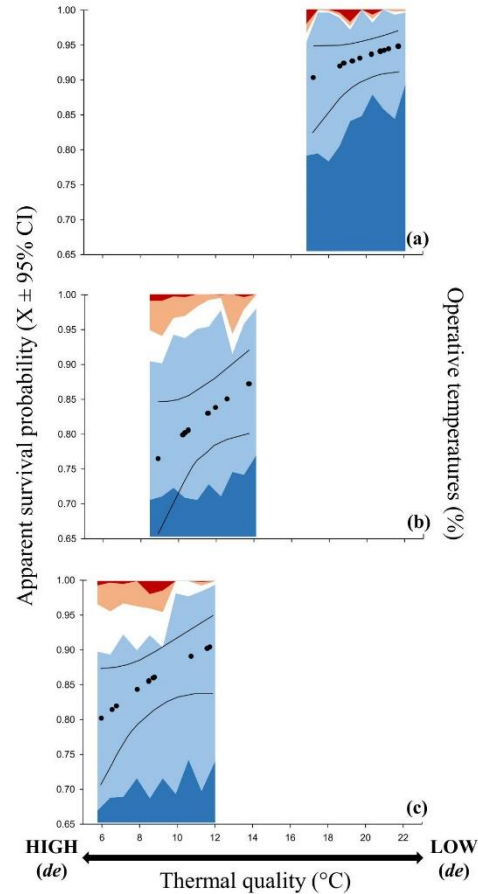 Apparent survival probability (X ± 95% CI)
1.00
0.95
0.90
0.85
0.80
0.75
0.70
0.65
(a)
1.00
0.95
0.90
0.85
0.80
0.75
0.70
0.65
(b)
1.00
0.95
0.90
0.85
0.80
0.75
0.70
0.65
(c)
Operative temperatures (%)
6 8 10 12 14 16 18 20 22
HIGH LOW
(de) (de)
Thermal quality (°C)